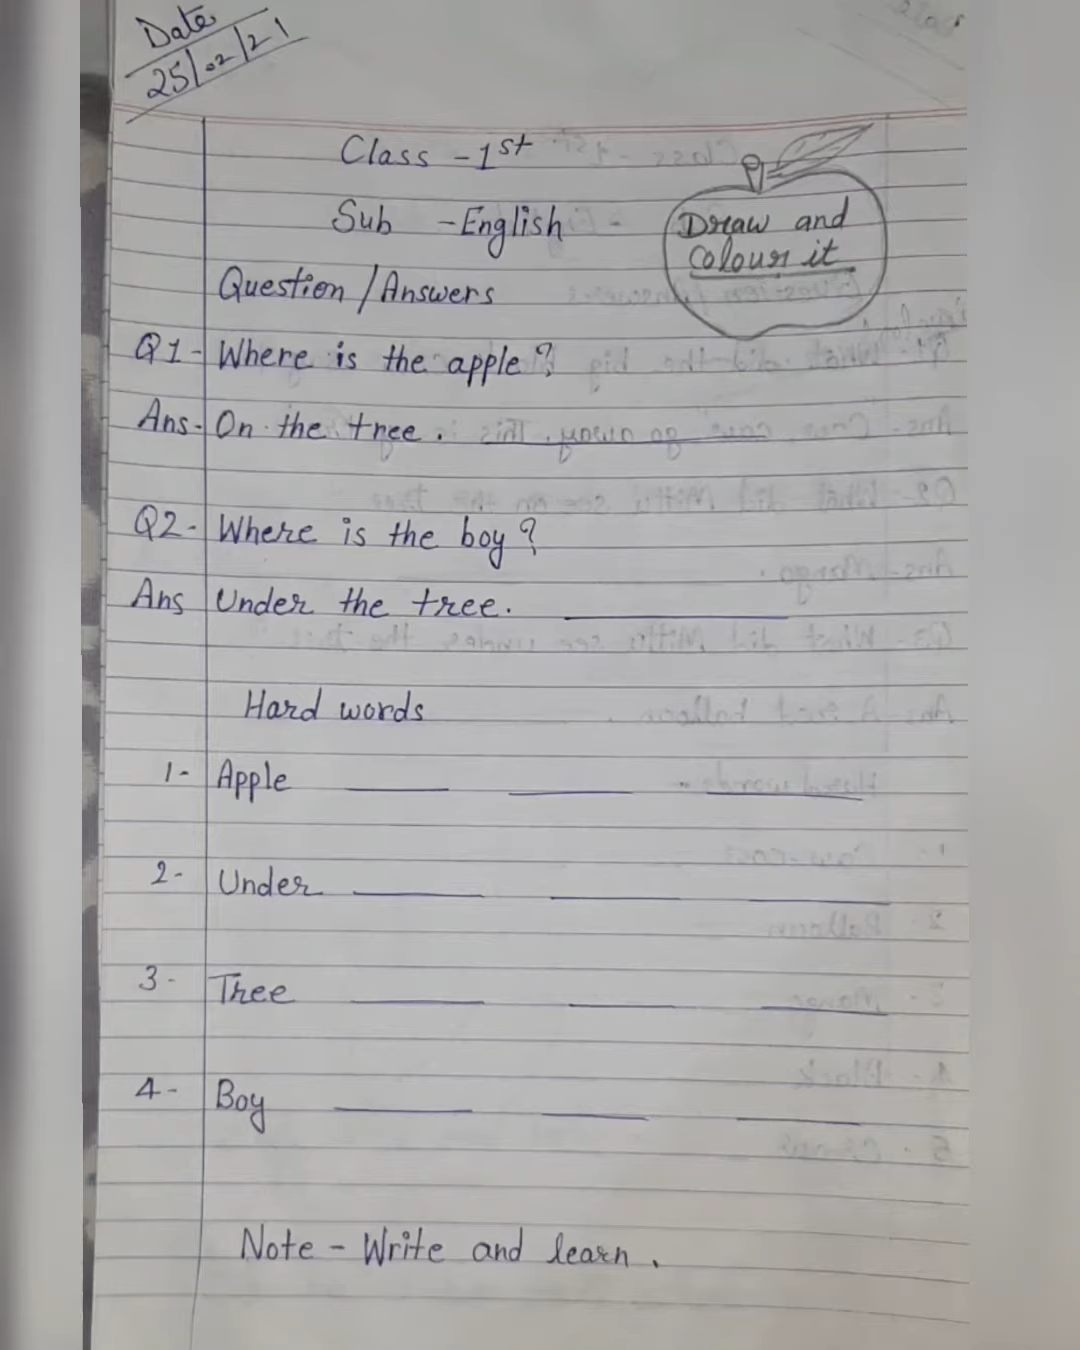 Date
25/02/21
Class - 1st
Sub - English
Draw and
Colour it
Question / Answers
Q1- Where is the apple?
Ans- On the tree.
Q2- Where is the boy?
Ans Under the tree.
Hard words
1- Apple
2- Under
3- Tree
4- Boy
Note - Write and learn.